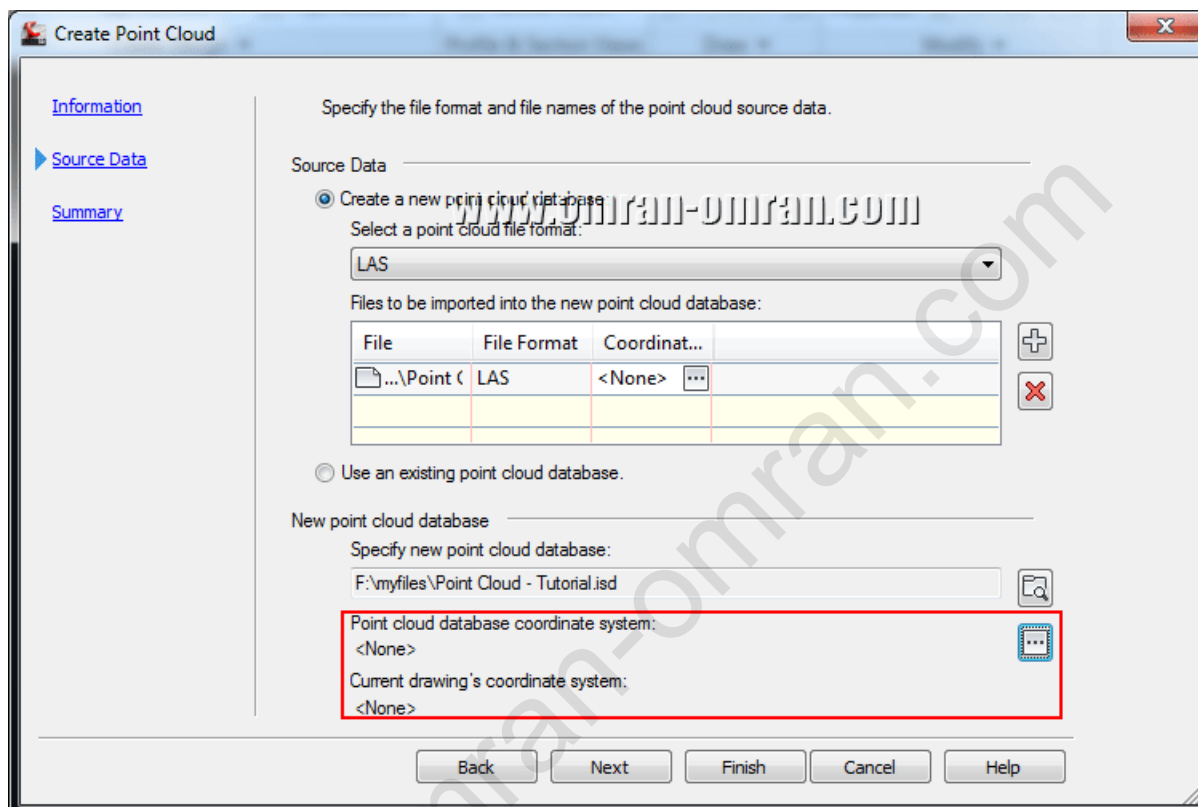 Create Point Cloud
Information
Source Data
Summary
Specify the file format and file names of the point cloud source data.
Source Data
Create a new point cloud database.
www.omran-omran.com
Select a point cloud file format:
LAS
Files to be imported into the new point cloud database:
File File Format Coordinat...
...\Point C LAS <None> ...
Use an existing point cloud database.
New point cloud database
Specify new point cloud database:
F:\myfiles\Point Cloud - Tutorial.isd
Point cloud database coordinate system:
<None>
...
Current drawing's coordinate system:
<None>
Back Next Finish Cancel Help
omran-omran.com